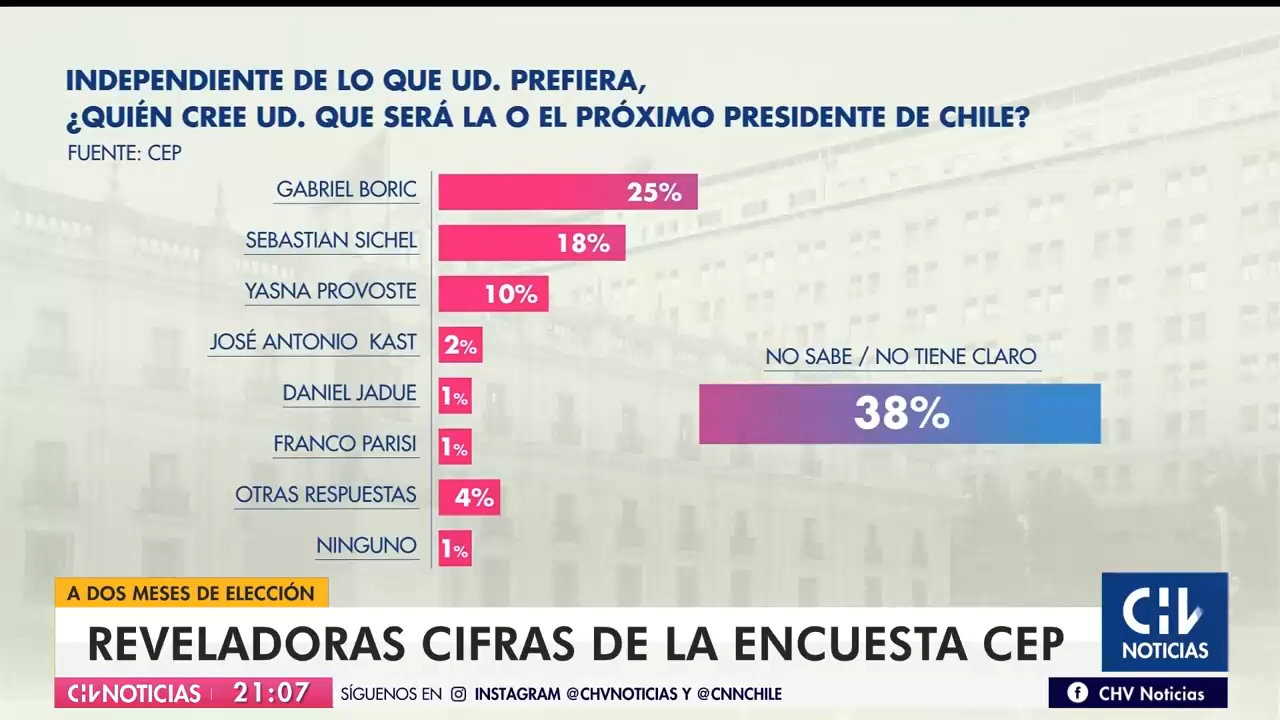 INDEPENDIENTE DE LO QUE UD. PREFIERA,
¿QUIÉN CREE UD. QUE SERÁ LA O EL PRÓXIMO PRESIDENTE DE CHILE?
FUENTE: CEP
GABRIEL BORIC 25%
SEBASTIAN SICHEL 18%
YASNA PROVOSTE 10%
JOSÉ ANTONIO KAST 2%
DANIEL JADUE 1%
FRANCO PARISI 1%
OTRAS RESPUESTAS 4%
NINGUNO 1%
NO SABE / NO TIENE CLARO
38%
A DOS MESES DE ELECCIÓN
REVELADORAS CIFRAS DE LA ENCUESTA CEP
CHV
NOTICIAS
CHV NOTICIAS 21:07 SÍGUENOS EN INSTAGRAM @CHVNOTICIAS Y @CNNCHILE
CHV Noticias